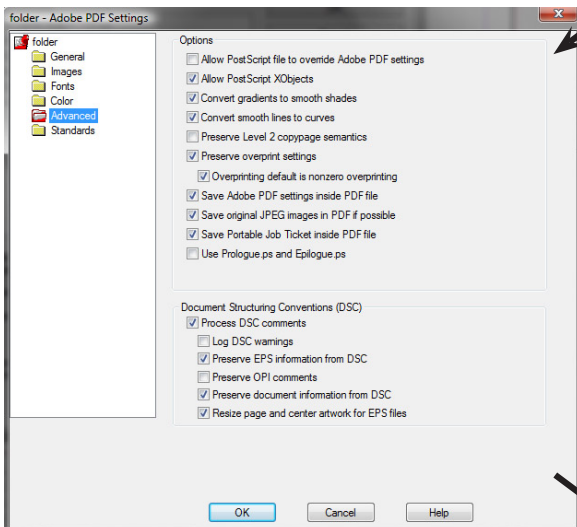 folder - Adobe PDF Settings
folder
General
Images
Fonts
Color
Advanced
Standards
Options
Allow PostScript file to override Adobe PDF settings
Allow PostScript XObjects
Convert gradients to smooth shades
Convert smooth lines to curves
Preserve Level 2 copypage semantics
Preserve overprint settings
Overprinting default is nonzero overprinting
Save Adobe PDF settings inside PDF file
Save original JPEG images in PDF if possible
Save Portable Job Ticket inside PDF file
Use Prologue.ps and Epilogue.ps
Document Structuring Conventions (DSC)
Process DSC comments
Log DSC warnings
Preserve EPS information from DSC
Preserve OPI comments
Preserve document information from DSC
Resize page and center artwork for EPS files
OK Cancel Help